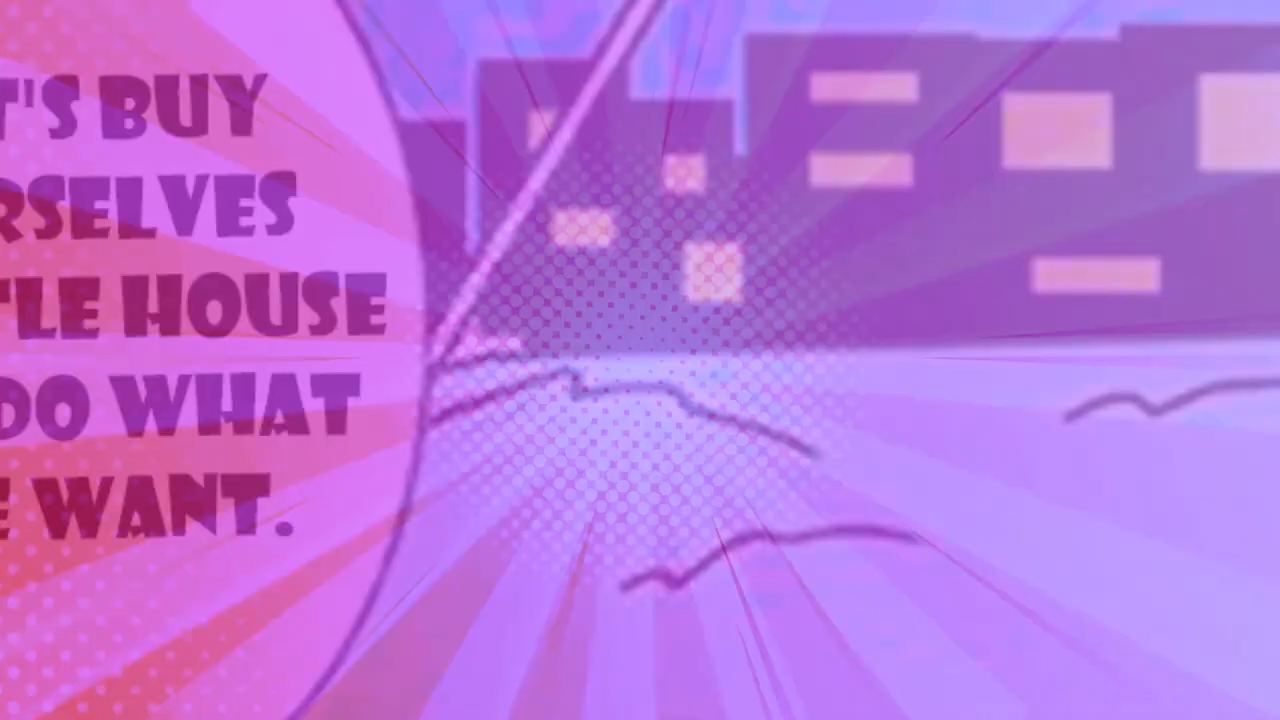 T'S BUY
RSELVES
TLE HOUSE
DO WHAT
E WANT.